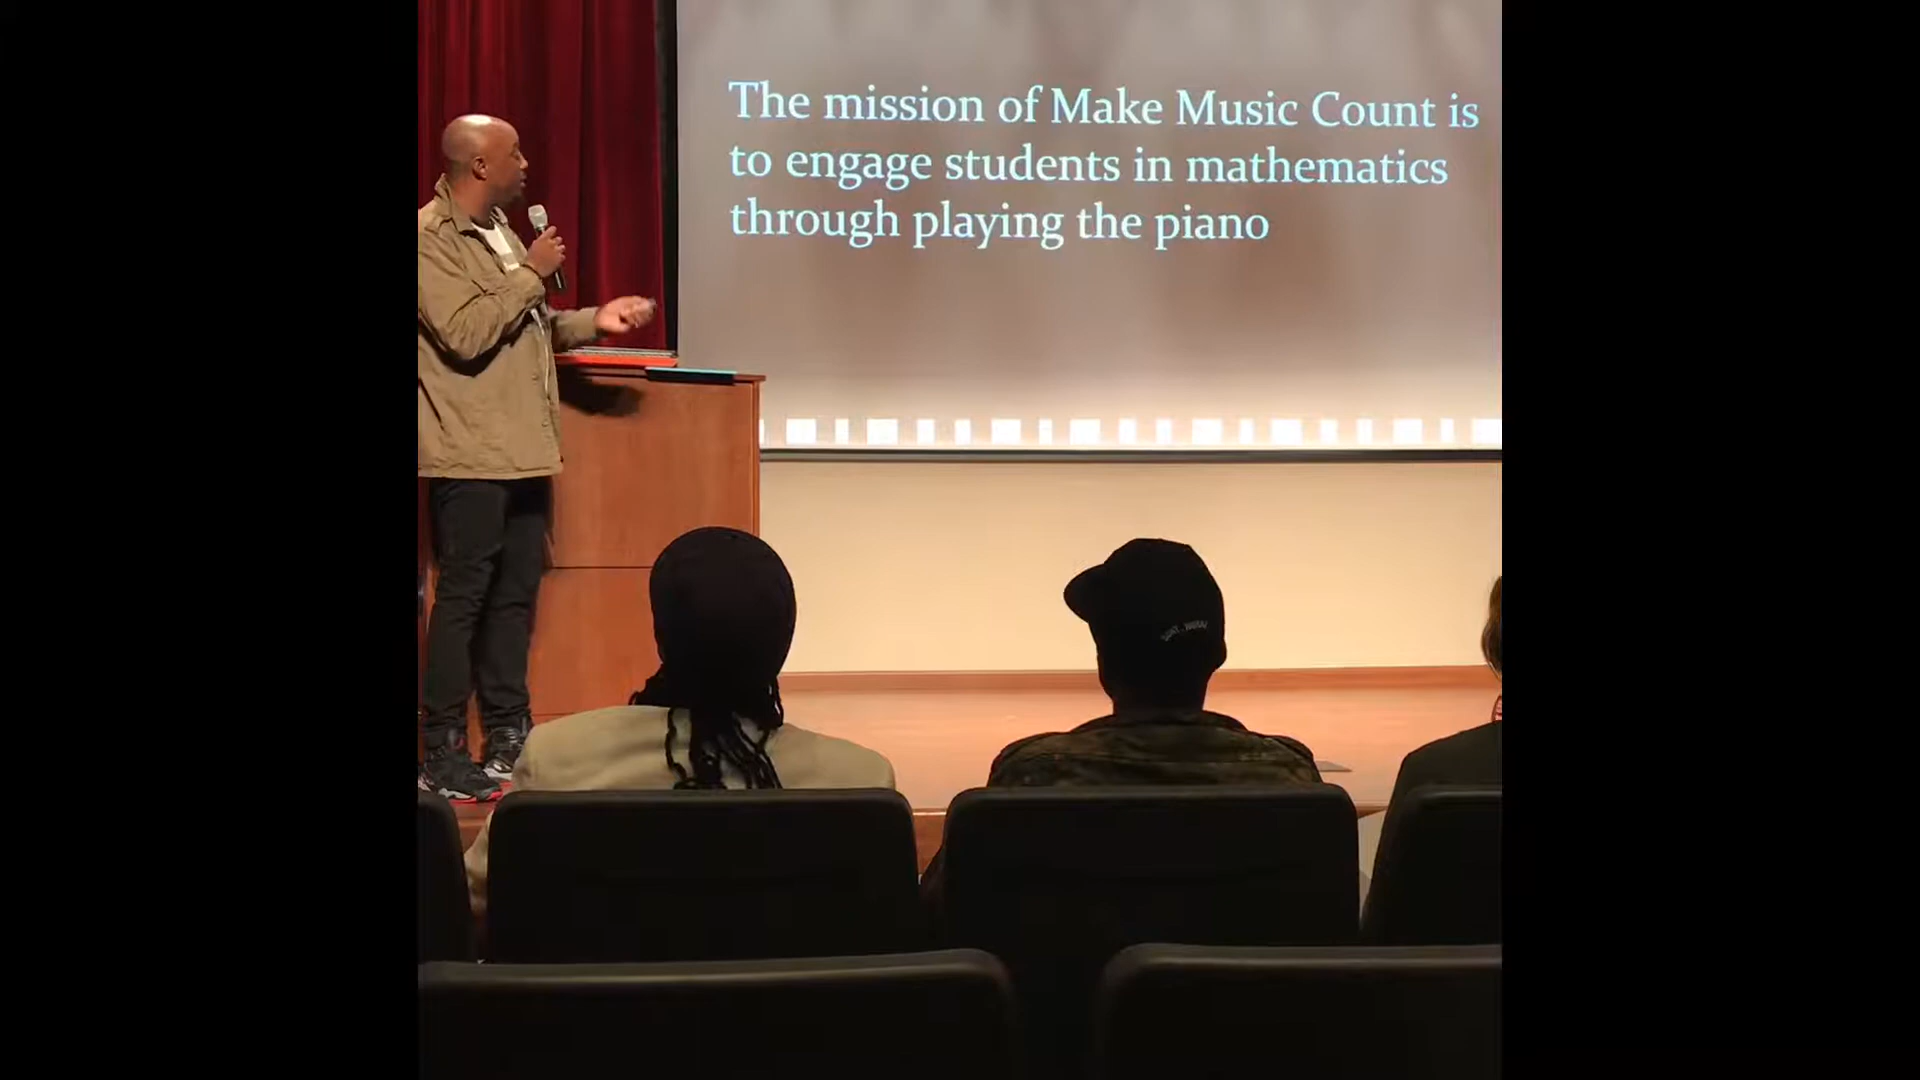 The mission of Make Music Count is
to engage students in mathematics
through playing the piano